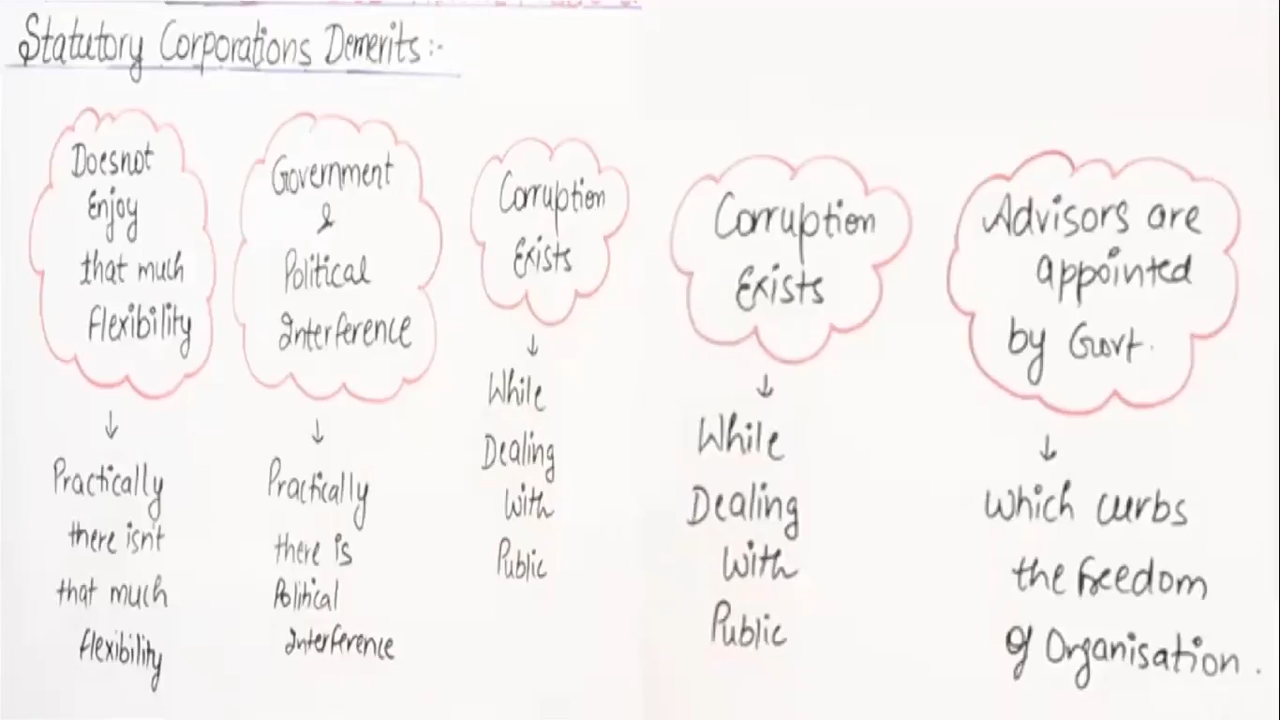 Statutory Corporations Demerits :-
Doesnot
Enjoy
that much
flexibility
↓
Practically
there isn't
that much
flexibility
Government
&
Political
Interference
↓
Practically
there is
Political
Interference
Corruption
Exists
↓
While
Dealing
With
Public
Corruption
Exists
↓
While
Dealing
With
Public
Advisors are
appointed
by Govt.
↓
which curbs
the freedom
of Organisation.